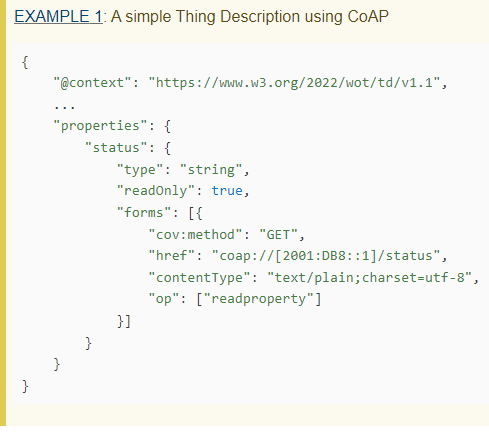 EXAMPLE 1: A simple Thing Description using CoAP
{
    "@context": "https://www.w3.org/2022/wot/td/v1.1",
    ...
    "properties": {
        "status": {
            "type": "string",
            "readOnly": true,
            "forms": [{
                "cov:method": "GET",
                "href": "coap://[2001:DB8::1]/status",
                "contentType": "text/plain;charset=utf-8",
                "op": ["readproperty"]
            }]
        }
    }
}